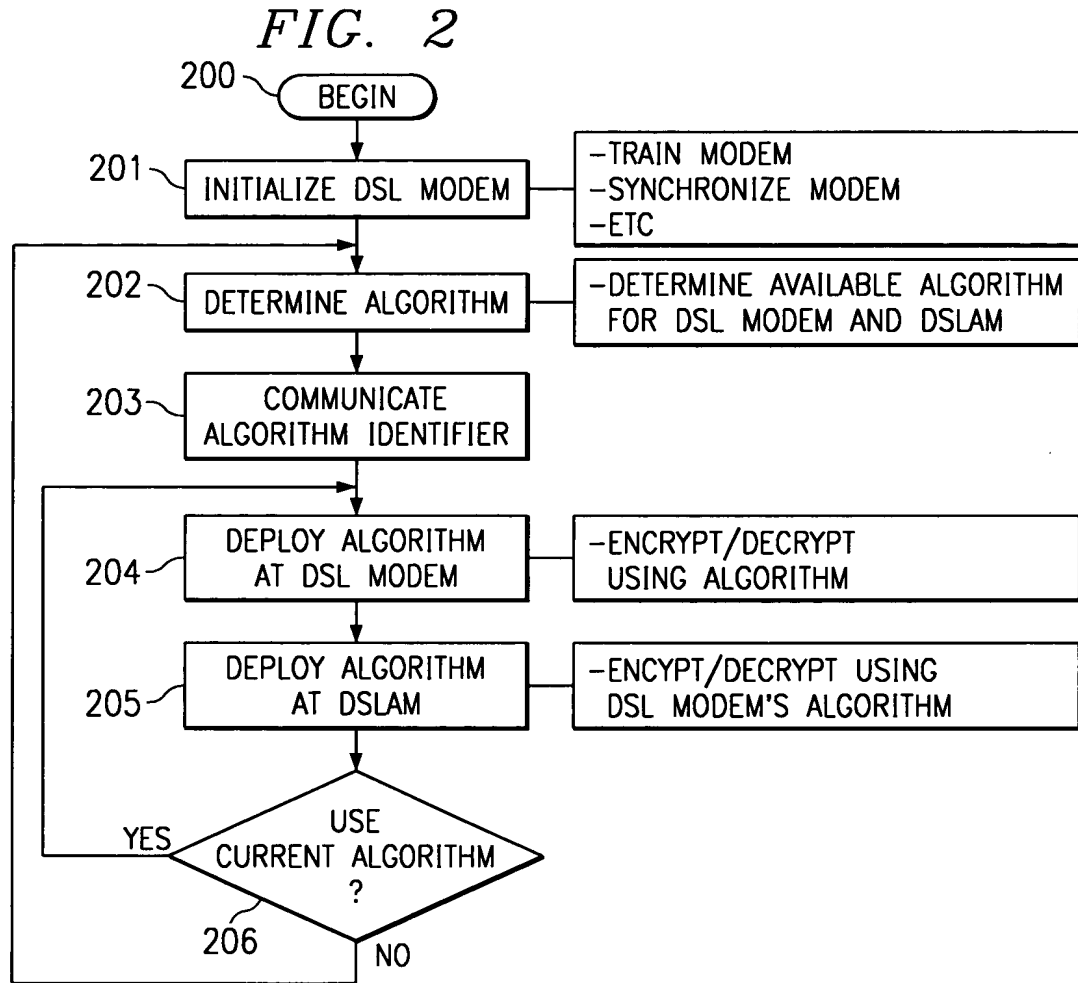 FIG. 2
200
BEGIN
201
INITIALIZE DSL MODEM
-TRAIN MODEM
-SYNCHRONIZE MODEM
-ETC
202
DETERMINE ALGORITHM
-DETERMINE AVAILABLE ALGORITHM
FOR DSL MODEM AND DSLAM
203
COMMUNICATE
ALGORITHM IDENTIFIER
204
DEPLOY ALGORITHM
AT DSL MODEM
-ENCRYPT/DECRYPT
USING ALGORITHM
205
DEPLOY ALGORITHM
AT DSLAM
-ENCYPT/DECRYPT USING
DSL MODEM'S ALGORITHM
YES
USE
CURRENT ALGORITHM
?
206
NO